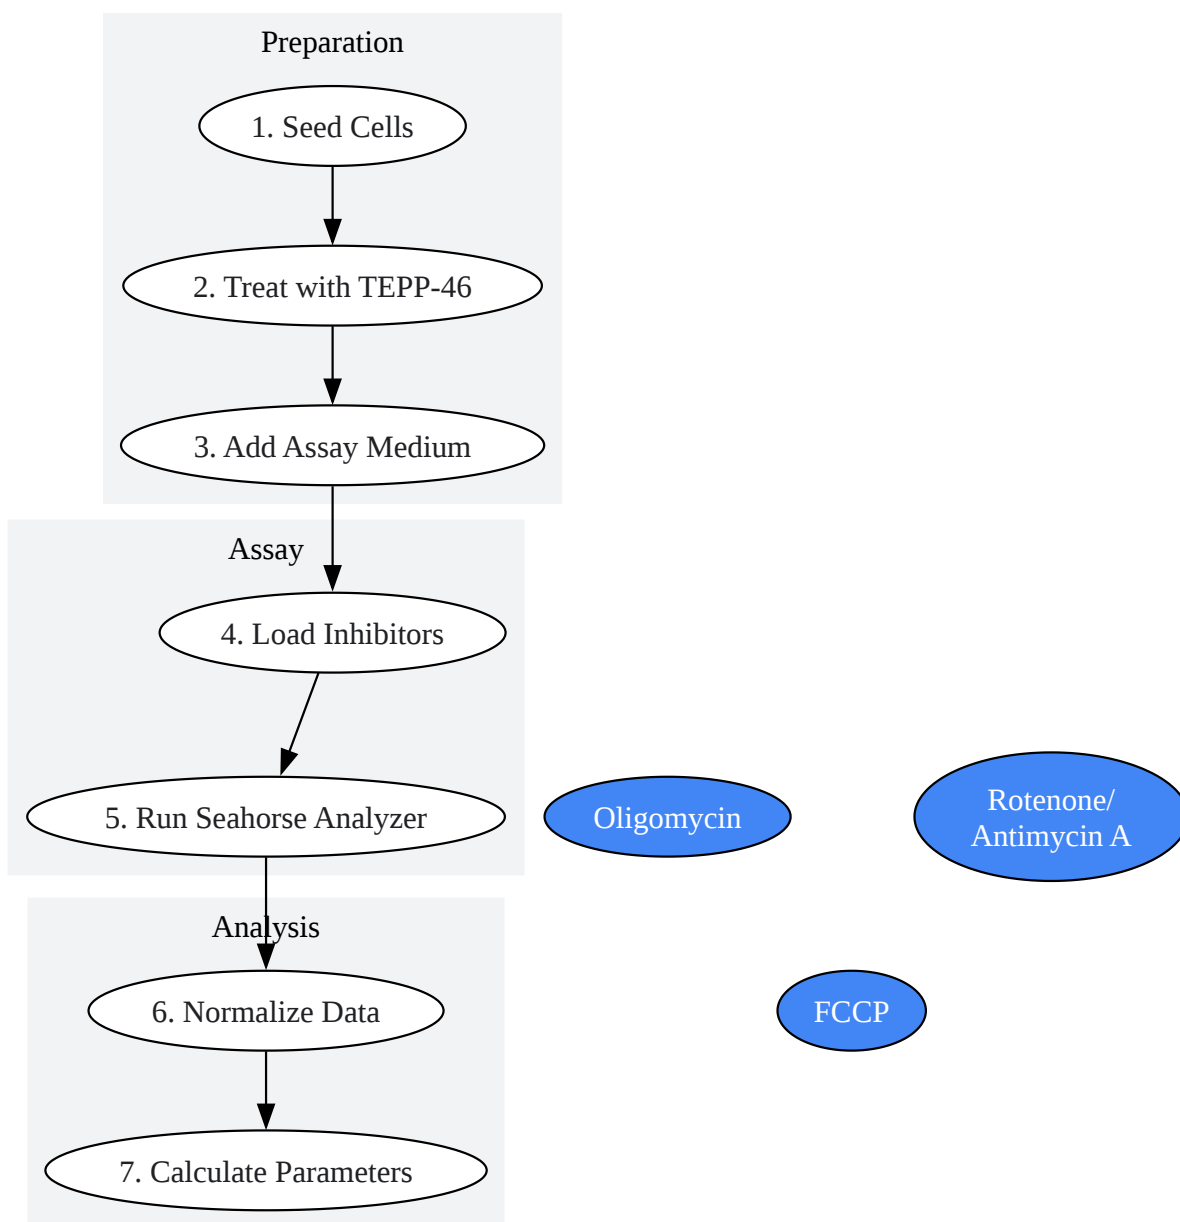 Preparation
1. Seed Cells
2. Treat with TEPP-46
3. Add Assay Medium
Assay
4. Load Inhibitors
5. Run Seahorse Analyzer
Oligomycin
Rotenone/
Antimycin A
Analysis
6. Normalize Data
FCCP
7. Calculate Parameters